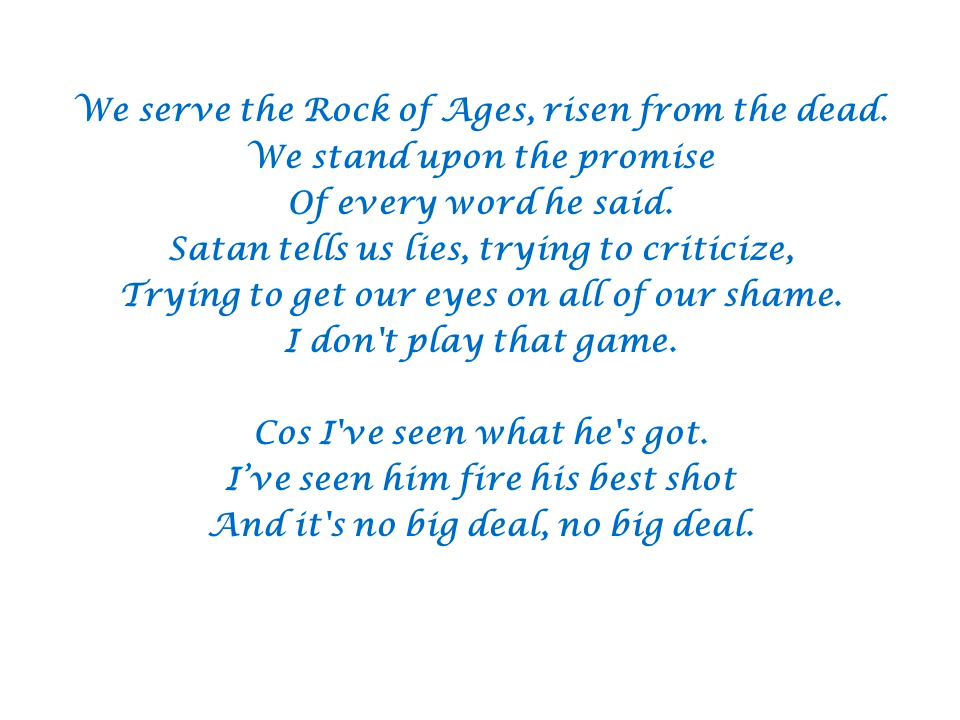 We serve the Rock of Ages, risen from the dead.
We stand upon the promise
Of every word he said.
Satan tells us lies, trying to criticize,
Trying to get our eyes on all of our shame.
I don't play that game.
Cos I've seen what he's got.
I’ve seen him fire his best shot
And it's no big deal, no big deal.